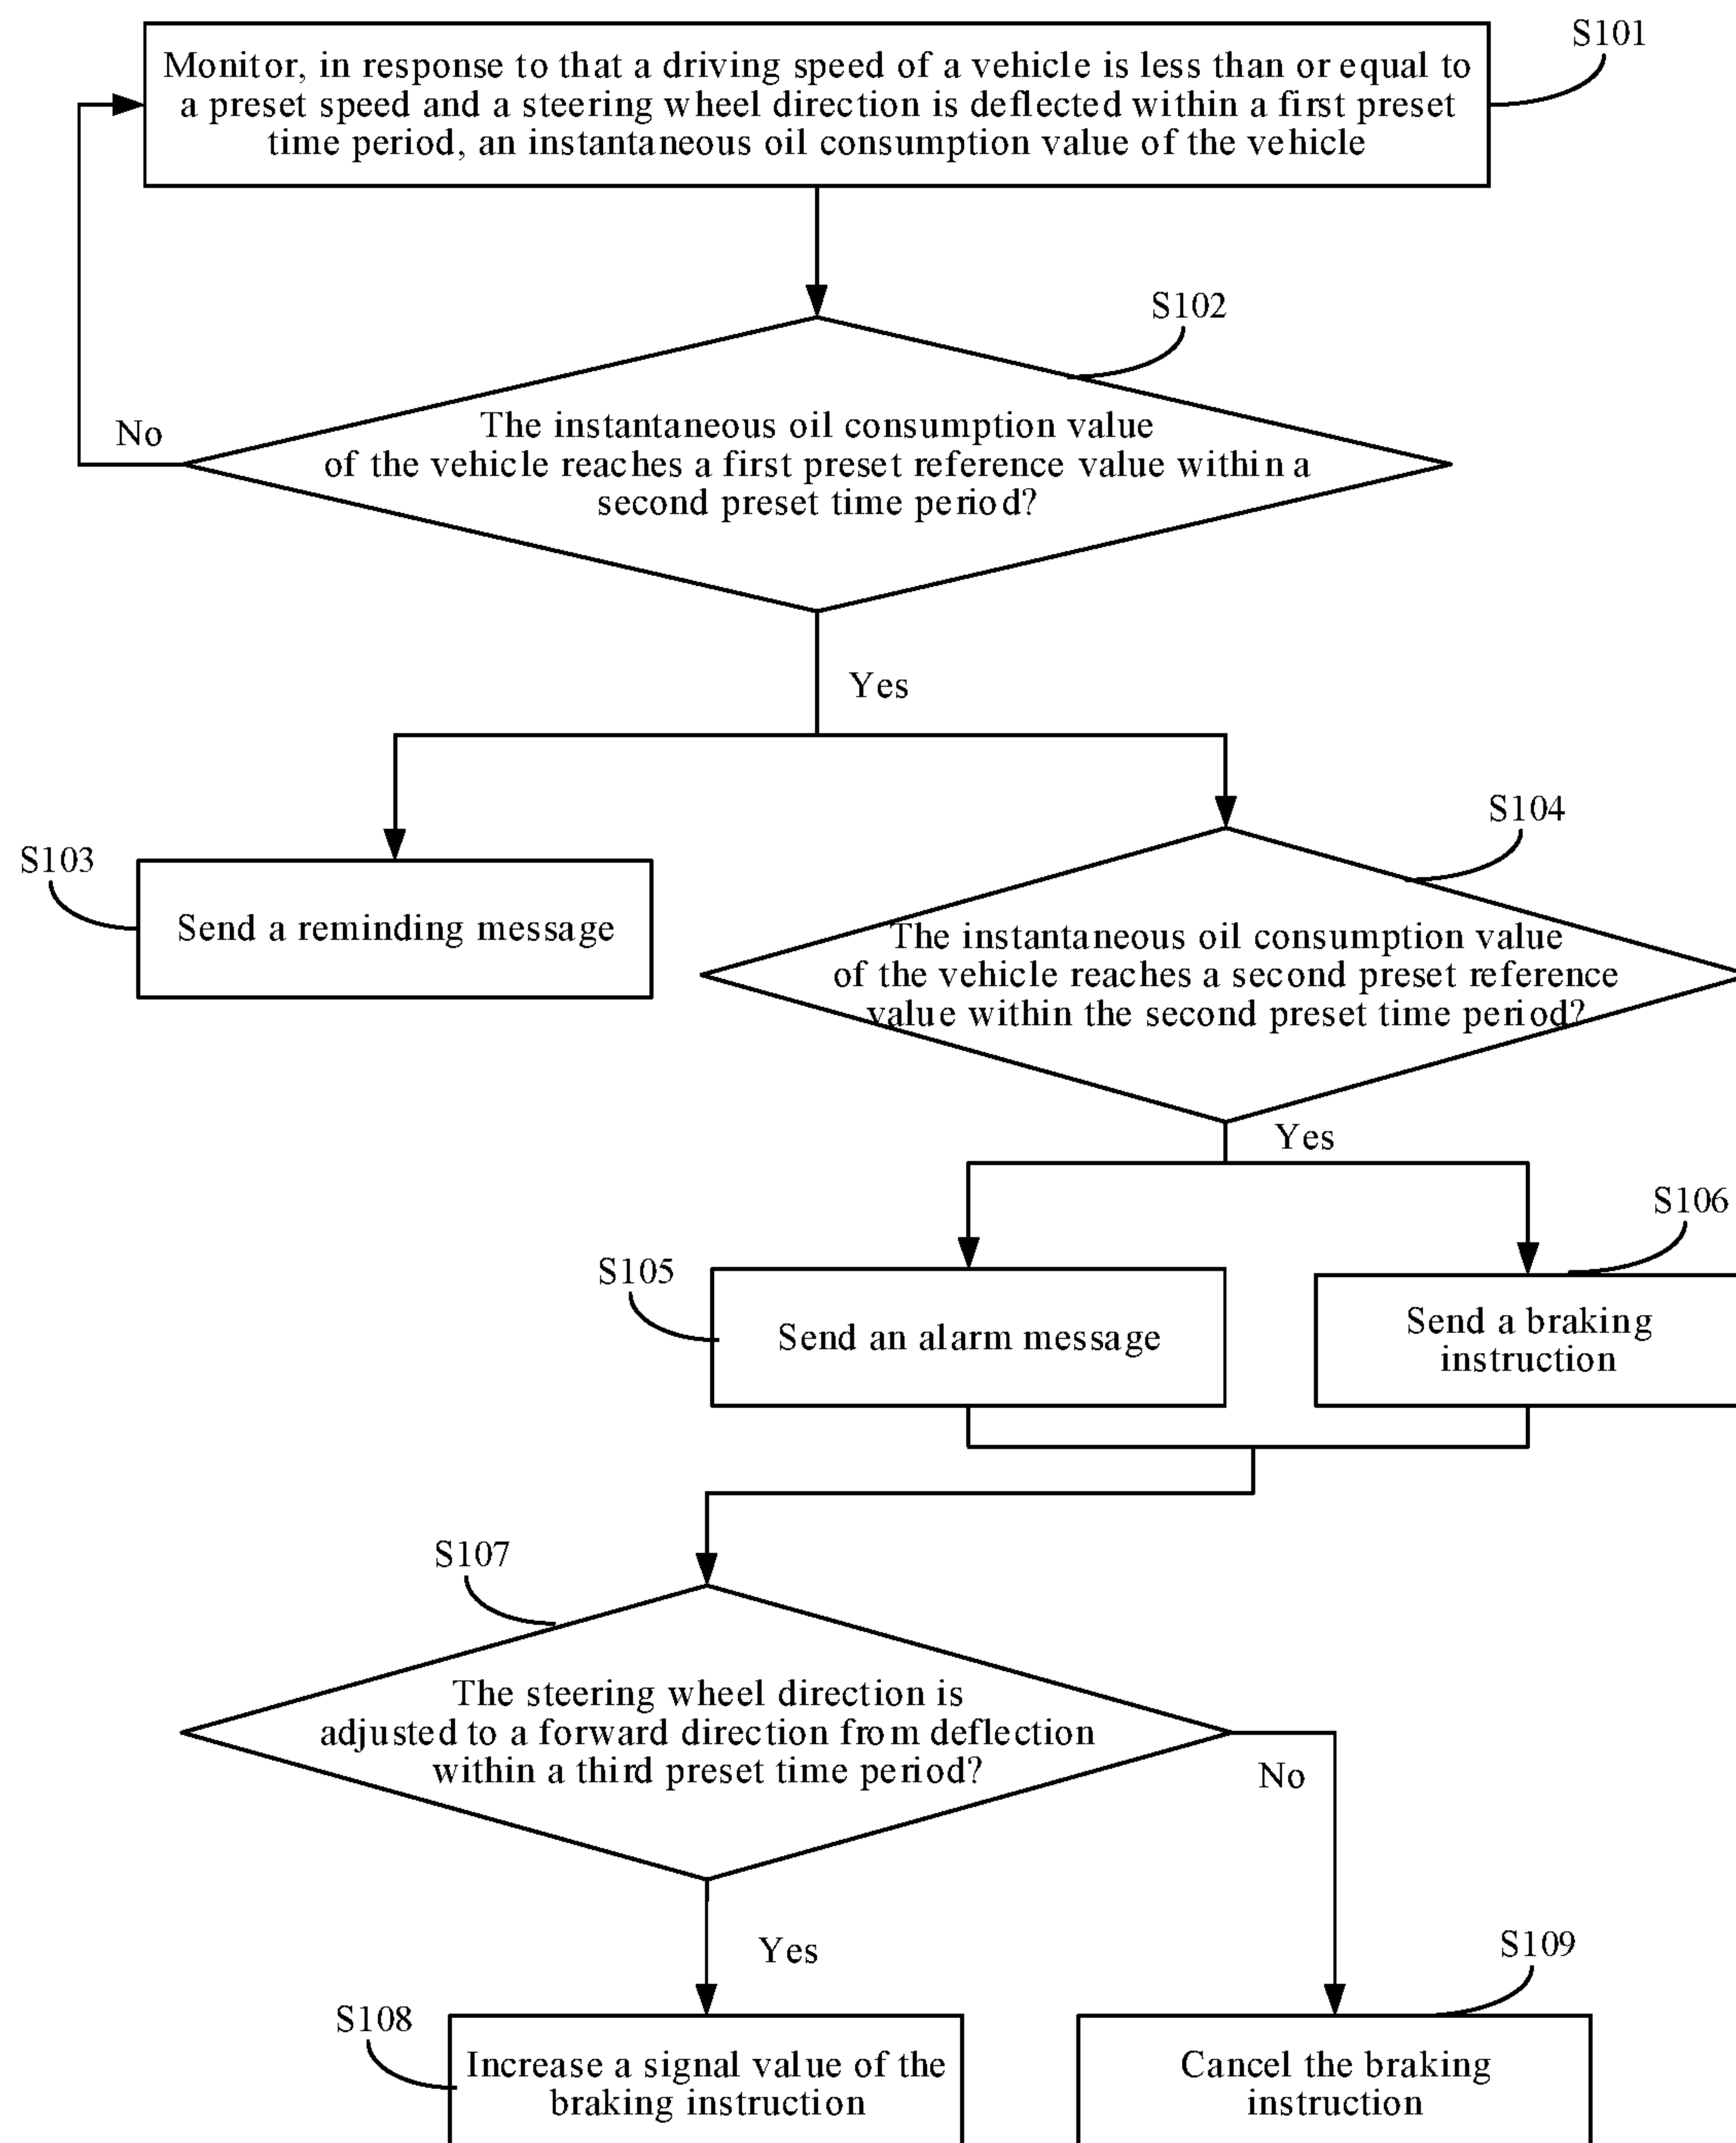 S101
Monitor, in response to that a driving speed of a vehicle is less than or equal to
a preset speed and a steering wheel direction is deflected within a first preset
time period, an instantaneous oil consumption value of the vehicle
S102
The instantaneous oil consumption value
of the vehicle reaches a first preset reference value within a
second preset time period?
No
Yes
S103
Send a reminding message
S104
The instantaneous oil consumption value
of the vehicle reaches a second preset reference
value within the second preset time period?
Yes
S105
Send an alarm message
S106
Send a braking
instruction
S107
The steering wheel direction is
adjusted to a forward direction from deflection
within a third preset time period?
No
Yes
S108
Increase a signal value of the
braking instruction
S109
Cancel the braking
instruction